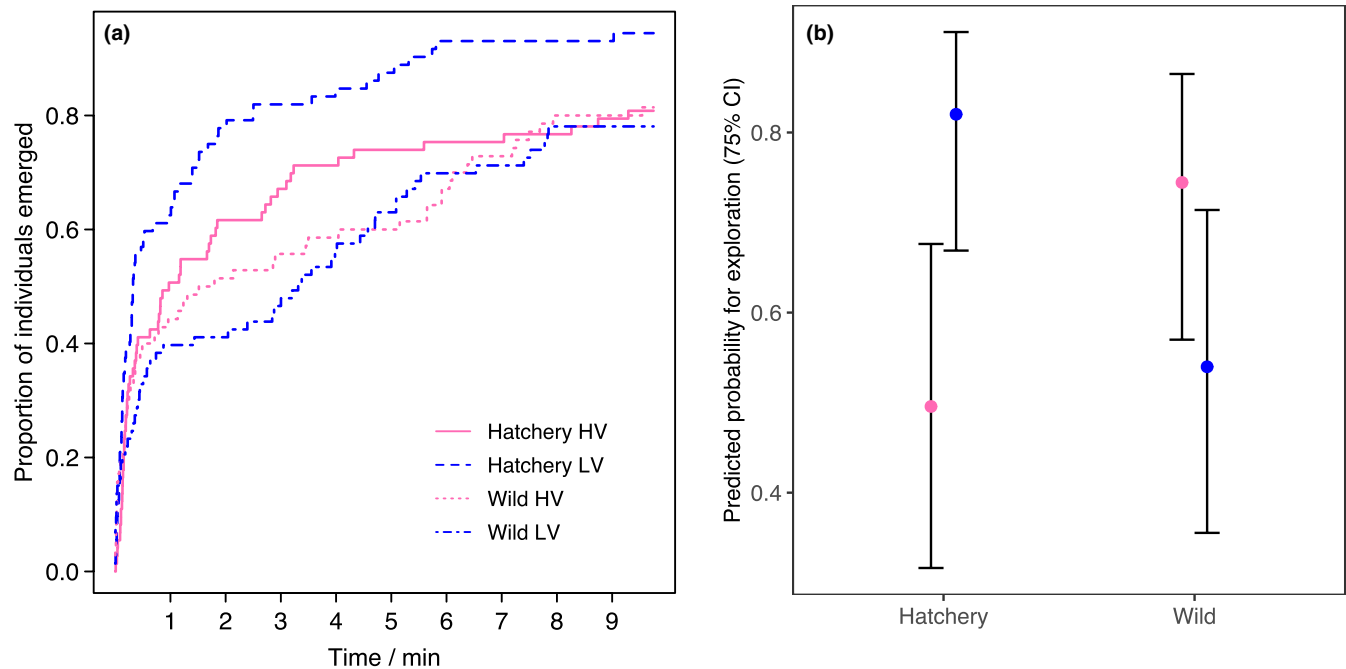 (a)
Proportion of individuals emerged
0.8
0.6
0.4
0.2
0.0
Hatchery HV
Hatchery LV
Wild HV
Wild LV
1 2 3 4 5 6 7 8 9
Time / min
(b)
Predicted probability for exploration (75% CI)
0.8
0.6
0.4
Hatchery Wild